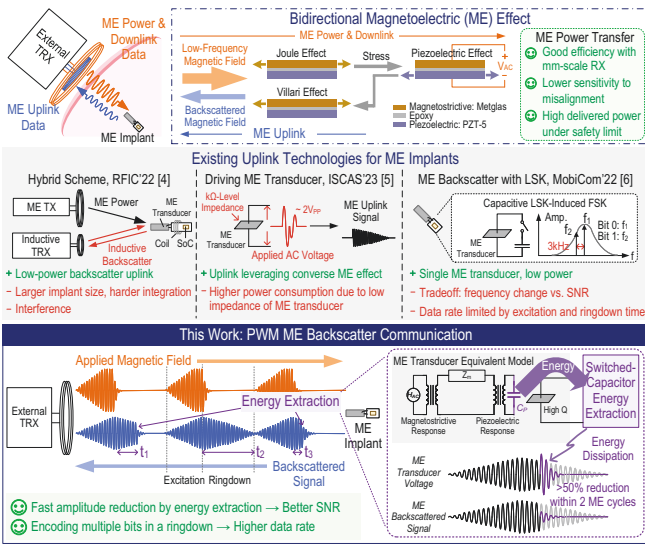 External
TRX
ME Power &
Downlink
Data
ME Uplink
Data
ME Implant
Bidirectional Magnetoelectric (ME) Effect
ME Power & Downlink
Low-Frequency
Magnetic Field
Joule Effect
Stress
Piezoelectric Effect
+
VAC
−
Villari Effect
Backscattered
Magnetic Field
ME Uplink
Magnetostrictive: Metglas
Epoxy
Piezoelectric: PZT-5
ME Power Transfer
Good efficiency with
mm-scale RX
Lower sensitivity to
misalignment
High delivered power
under safety limit
Existing Uplink Technologies for ME Implants
Hybrid Scheme, RFIC'22 [4]
ME TX
ME Power
ME
Transducer
Inductive
TRX
Inductive
Backscatter
Coil
SoC
+ Low-power backscatter uplink
− Larger implant size, harder integration
− Interference
Driving ME Transducer, ISCAS'23 [5]
kΩ-Level
Impedance
~ 2VPP
ME Uplink
Signal
ME
Transducer
Applied AC Voltage
+ Uplink leveraging converse ME effect
− Higher power consumption due to low
impedance of ME transducer
ME Backscatter with LSK, MobiCom'22 [6]
Capacitive LSK-Induced FSK
Amp.
f1
f2
Bit 0: f1
Bit 1: f2
3kHz
f
ME
Transducer
+ Single ME transducer, low power
− Tradeoff: frequency change vs. SNR
− Data rate limited by excitation and ringdown time
This Work: PWM ME Backscatter Communication
Applied Magnetic Field
External
TRX
Energy Extraction
ME
Implant
t1
t2
t3
Backscattered
Signal
Excitation Ringdown
Fast amplitude reduction by energy extraction → Better SNR
Encoding multiple bits in a ringdown → Higher data rate
ME Transducer Equivalent Model
Zm
HAC
CP
Energy
High Q
Magnetostrictive
Response
Piezoelectric
Response
Switched-
Capacitor
Energy
Extraction
Energy
Dissipation
ME
Transducer
Voltage
>50% reduction
within 2 ME cycles
ME
Backscattered
Signal